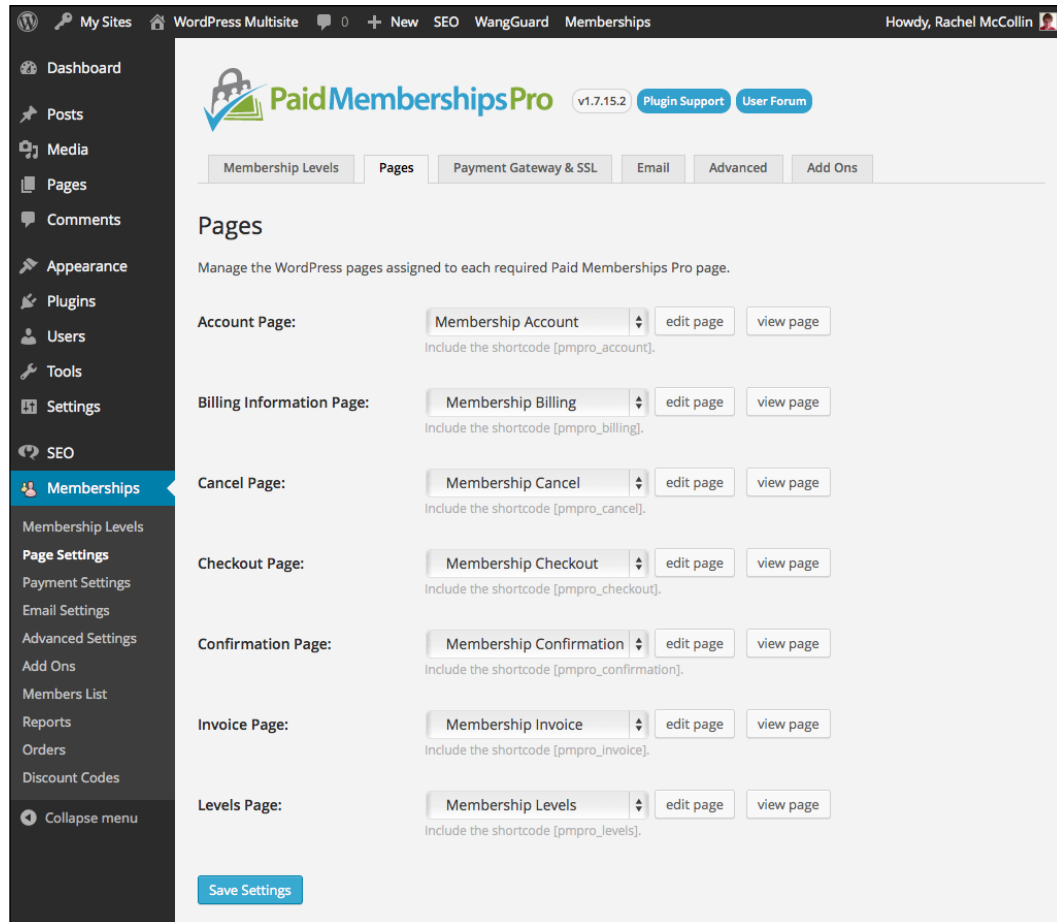 My Sites WordPress Multisite 0 New SEO WangGuard Memberships Howdy, Rachel McCollin
Dashboard
Posts
Media
Pages
Comments
Appearance
Plugins
Users
Tools
Settings
SEO
Memberships
Membership Levels
Page Settings
Payment Settings
Email Settings
Advanced Settings
Add Ons
Members List
Reports
Orders
Discount Codes
Collapse menu
PaidMembershipsPro v1.7.15.2 Plugin Support User Forum
Membership Levels Pages Payment Gateway & SSL Email Advanced Add Ons
Pages
Manage the WordPress pages assigned to each required Paid Memberships Pro page.
Account Page: Membership Account edit page view page
Include the shortcode [pmpro_account].
Billing Information Page: Membership Billing edit page view page
Include the shortcode [pmpro_billing].
Cancel Page: Membership Cancel edit page view page
Include the shortcode [pmpro_cancel].
Checkout Page: Membership Checkout edit page view page
Include the shortcode [pmpro_checkout].
Confirmation Page: Membership Confirmation edit page view page
Include the shortcode [pmpro_confirmation].
Invoice Page: Membership Invoice edit page view page
Include the shortcode [pmpro_invoice].
Levels Page: Membership Levels edit page view page
Include the shortcode [pmpro_levels].
Save Settings